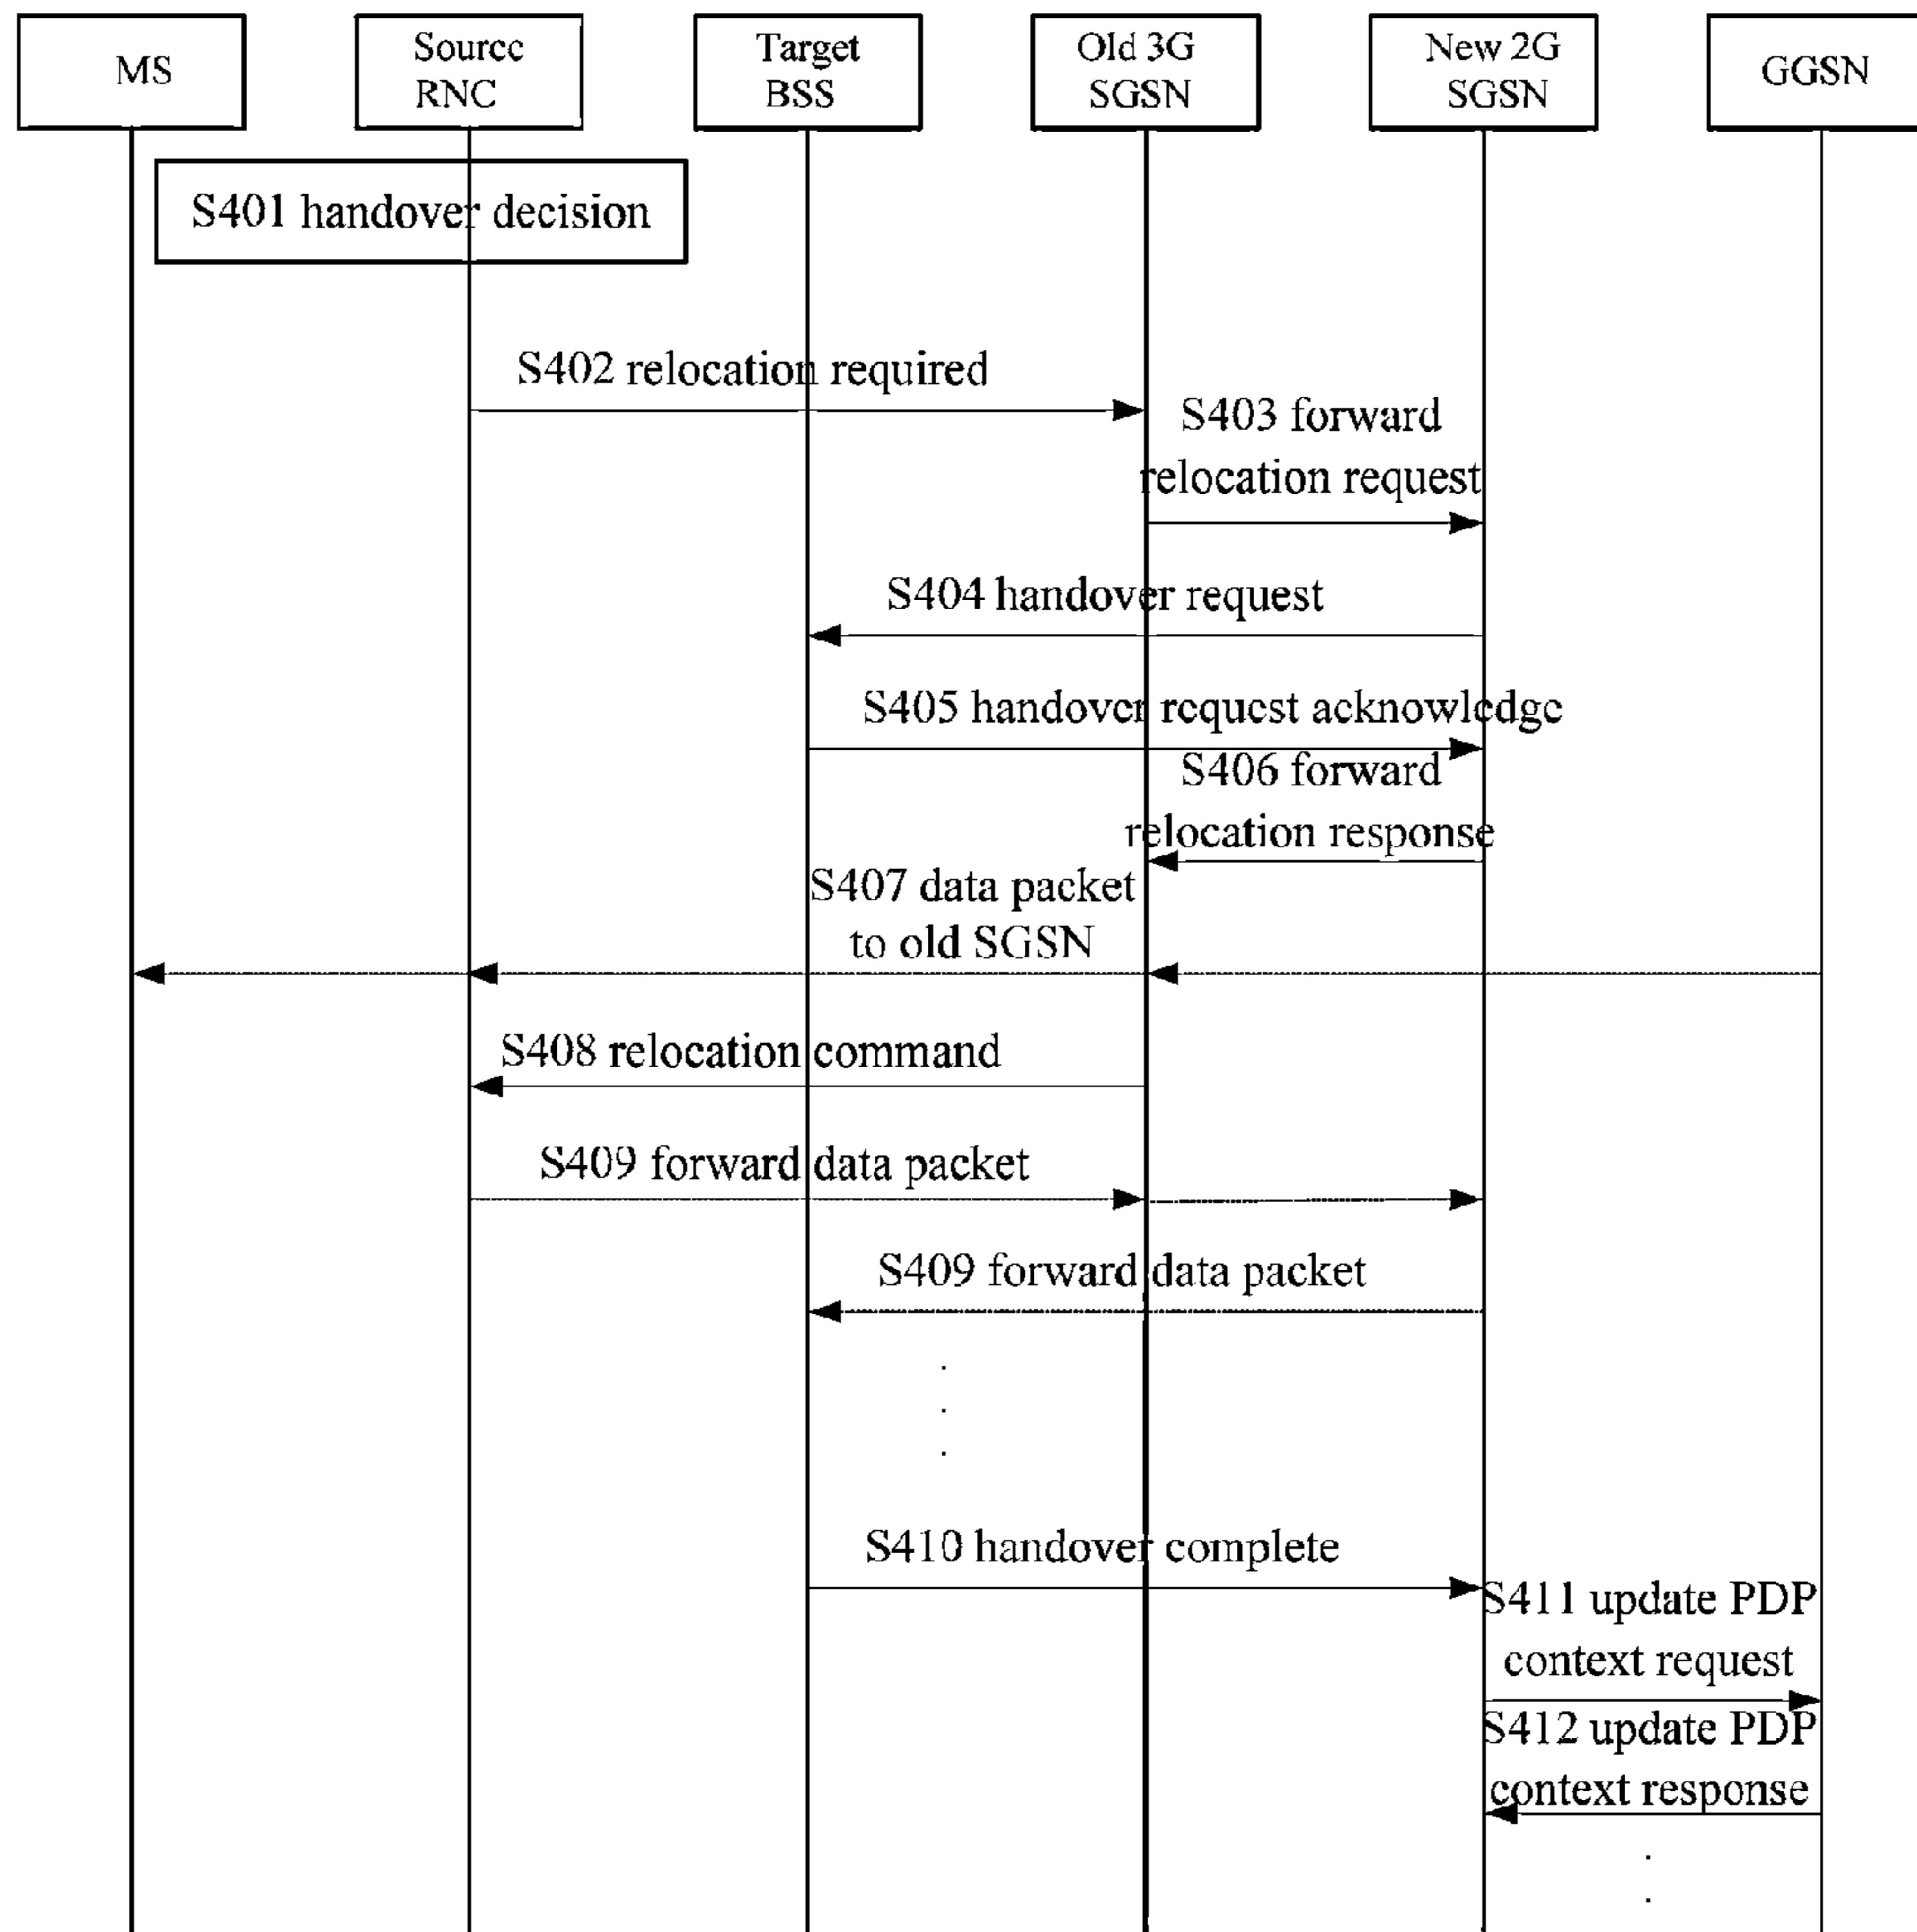 MS
Source
RNC
Target
BSS
Old 3G
SGSN
New 2G
SGSN
GGSN
S401 handover decision
S402 relocation required
S403 forward
relocation request
S404 handover request
S405 handover request acknowledge
S406 forward
relocation response
S407 data packet
to old SGSN
S408 relocation command
S409 forward data packet
S409 forward data packet
S410 handover complete
S411 update PDP
context request
S412 update PDP
context response